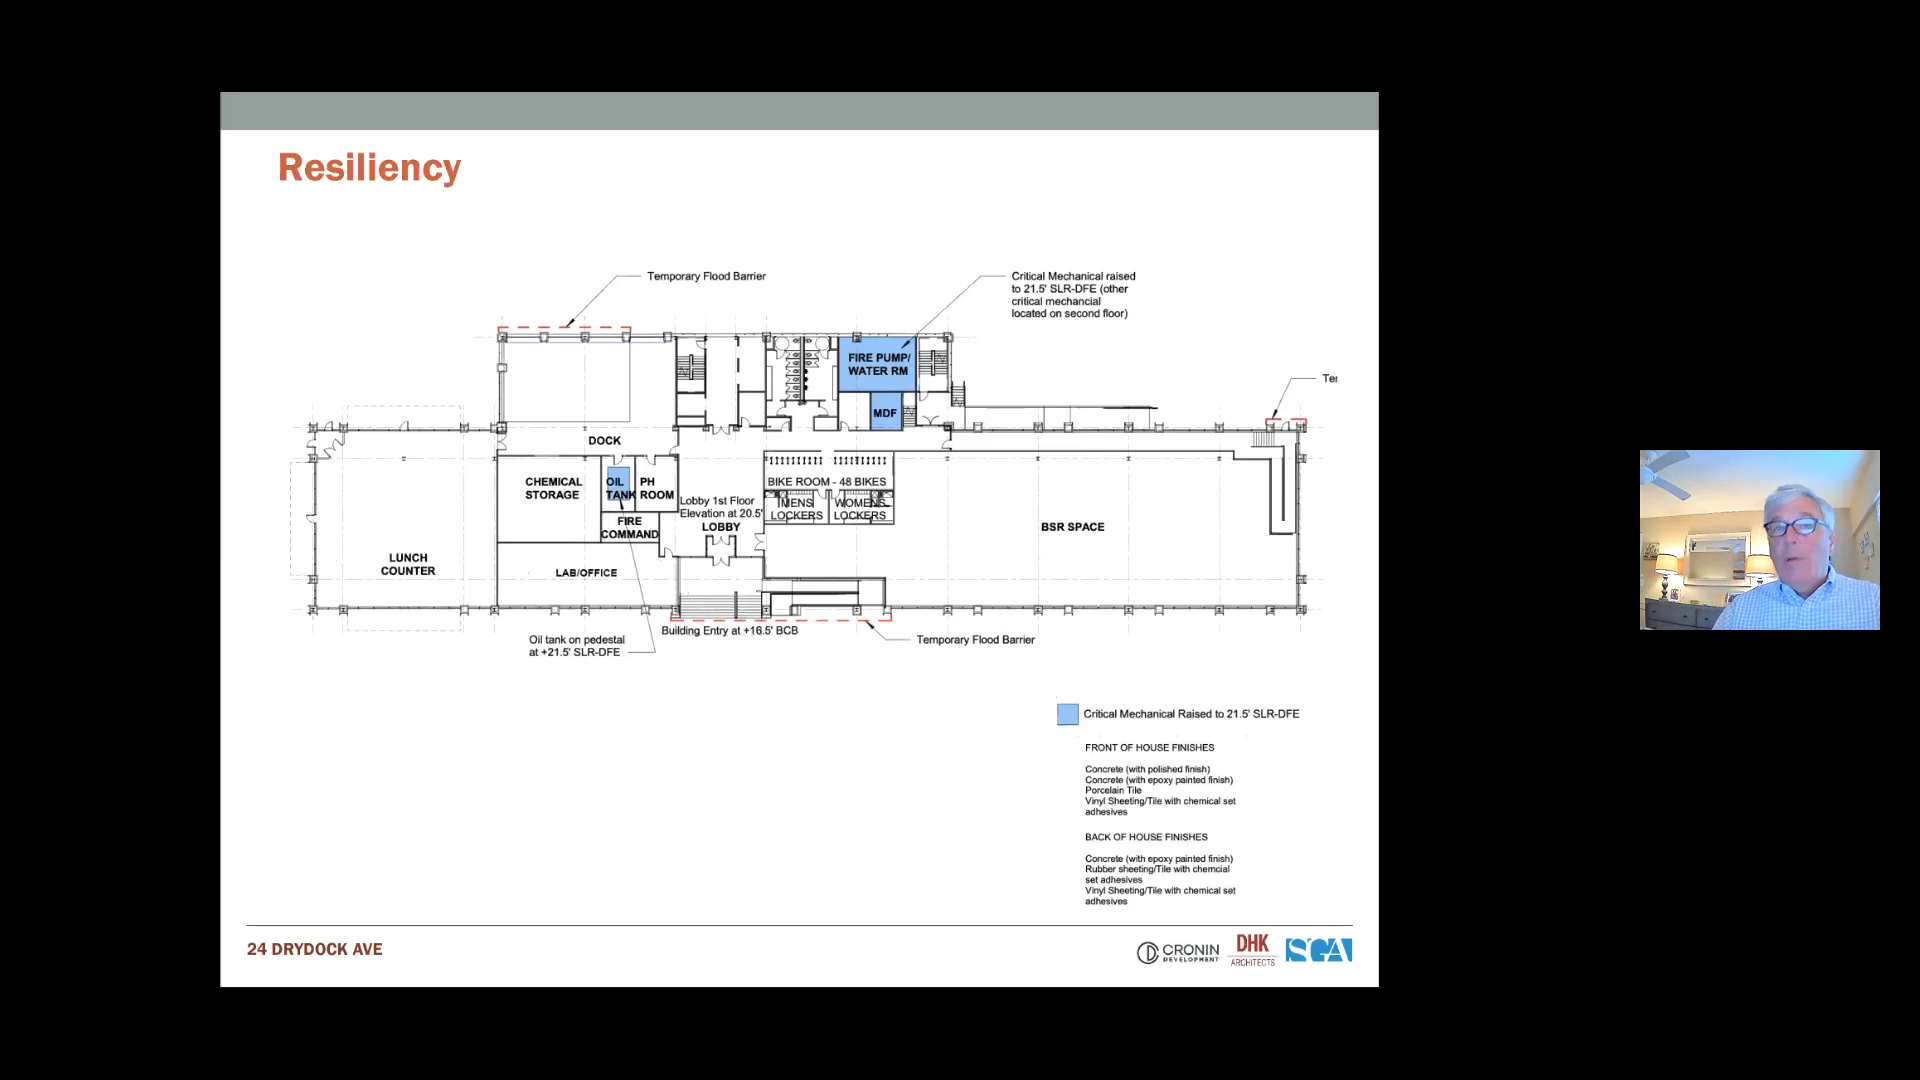 Resiliency
Temporary Flood Barrier
Critical Mechanical raised
to 21.5' SLR-DFE (other
critical mechancial
located on second floor)
FIRE PUMP/
WATER RM
Ter
MDF
DOCK
CHEMICAL
STORAGE
OIL
TANK
PH
ROOM
BIKE ROOM - 48 BIKES
Lobby 1st Floor
Elevation at 20.5'
LOBBY
MENS
LOCKERS
WOMENS
LOCKERS
FIRE
COMMAND
BSR SPACE
LUNCH
COUNTER
LAB/OFFICE
Building Entry at +16.5' BCB
Oil tank on pedestal
at +21.5' SLR-DFE
Temporary Flood Barrier
Critical Mechanical Raised to 21.5' SLR-DFE
FRONT OF HOUSE FINISHES
Concrete (with polished finish)
Concrete (with epoxy painted finish)
Porcelain Tile
Vinyl Sheeting/Tile with chemical set
adhesives
BACK OF HOUSE FINISHES
Concrete (with epoxy painted finish)
Rubber sheeting/Tile with chemcial
set adhesives
Vinyl Sheeting/Tile with chemical set
adhesives
24 DRYDOCK AVE
CRONIN
DEVELOPMENT
DHK
ARCHITECTS
SGA